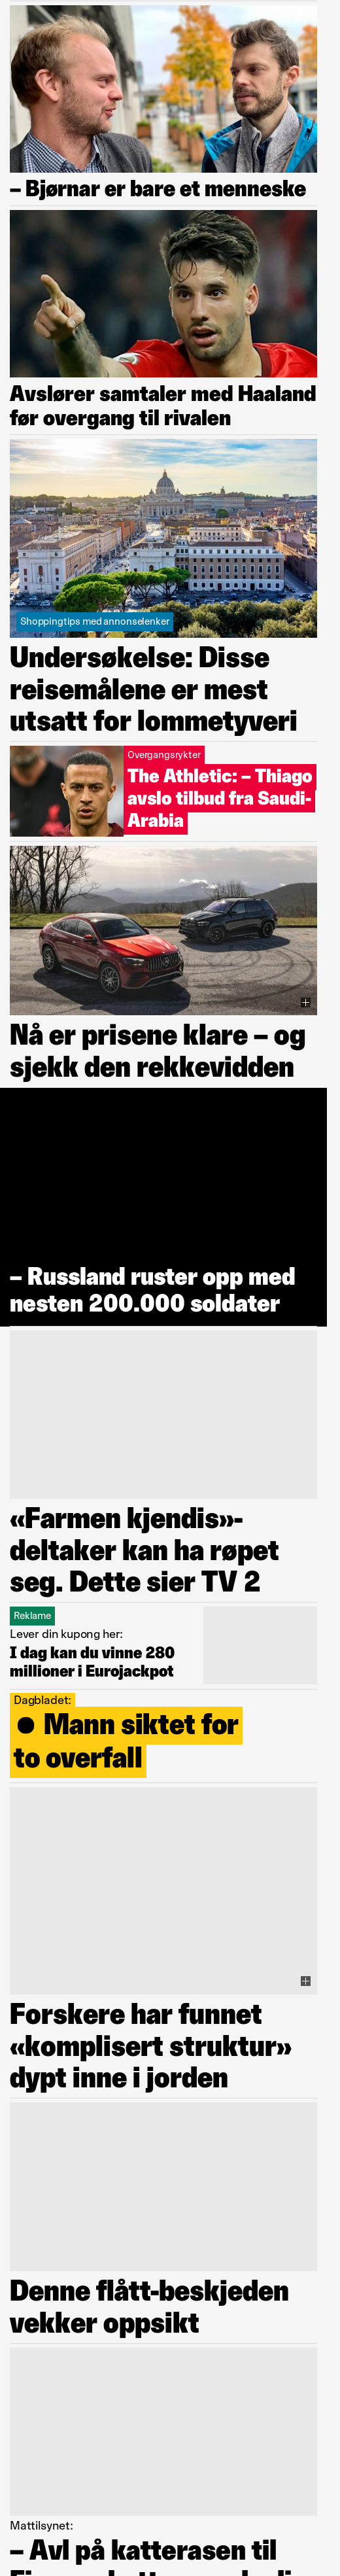 – Bjørnar er bare et menneske
Avslører samtaler med Haaland
før overgang til rivalen
Shoppingtips med annonselenker
Undersøkelse: Disse
reisemålene er mest
utsatt for lommetyveri
Overgangsrykter
The Athletic: – Thiago
avslo tilbud fra Saudi-
Arabia
Nå er prisene klare – og
sjekk den rekkevidden
– Russland ruster opp med
nesten 200.000 soldater
«Farmen kjendis»-
deltaker kan ha røpet
seg. Dette sier TV 2
Reklame
Lever din kupong her:
I dag kan du vinne 280
millioner i Eurojackpot
Dagbladet:
● Mann siktet for
to overfall
Forskere har funnet
«komplisert struktur»
dypt inne i jorden
Denne flått-beskjeden
vekker oppsikt
Mattilsynet:
– Avl på katterasen til